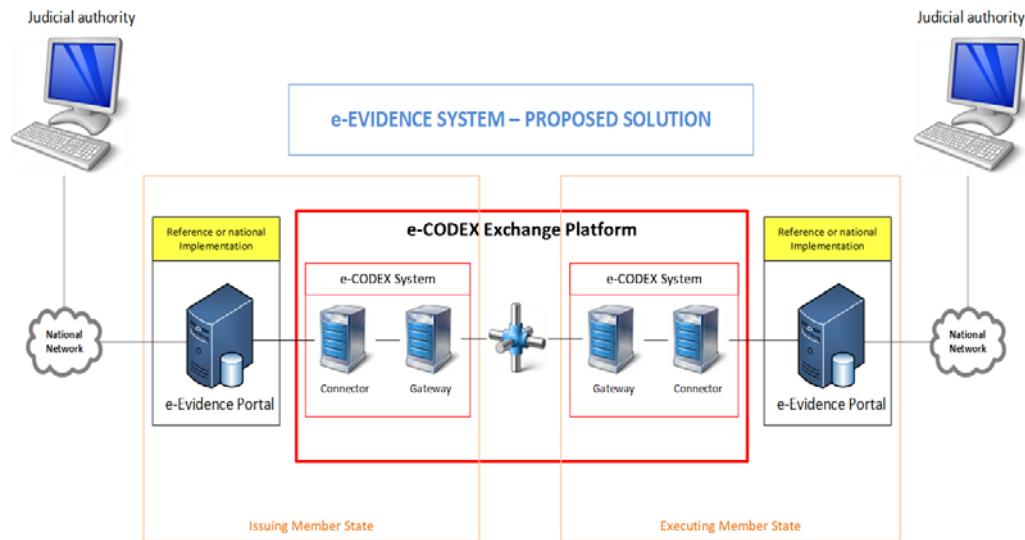 Judicial authority
Judicial authority
e-EVIDENCE SYSTEM – PROPOSED SOLUTION
Reference or national
Implementation
e-CODEX Exchange Platform
Reference or national
Implementation
e-CODEX System
e-CODEX System
National
Network
National
Network
Connector
Gateway
Gateway
Connector
e-Evidence Portal
e-Evidence Portal
Issuing Member State
Executing Member State